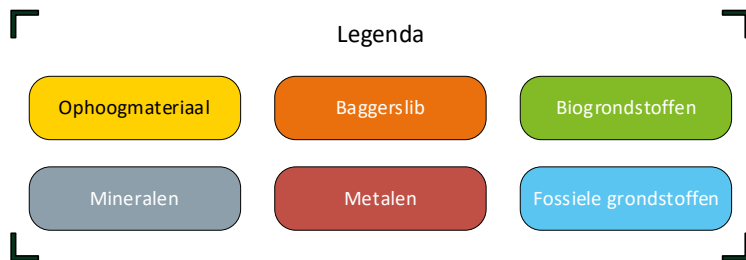 Legenda
Ophoogmateriaal
Baggerslib
Biogrondstoffen
Mineralen
Metalen
Fossiele grondstoffen